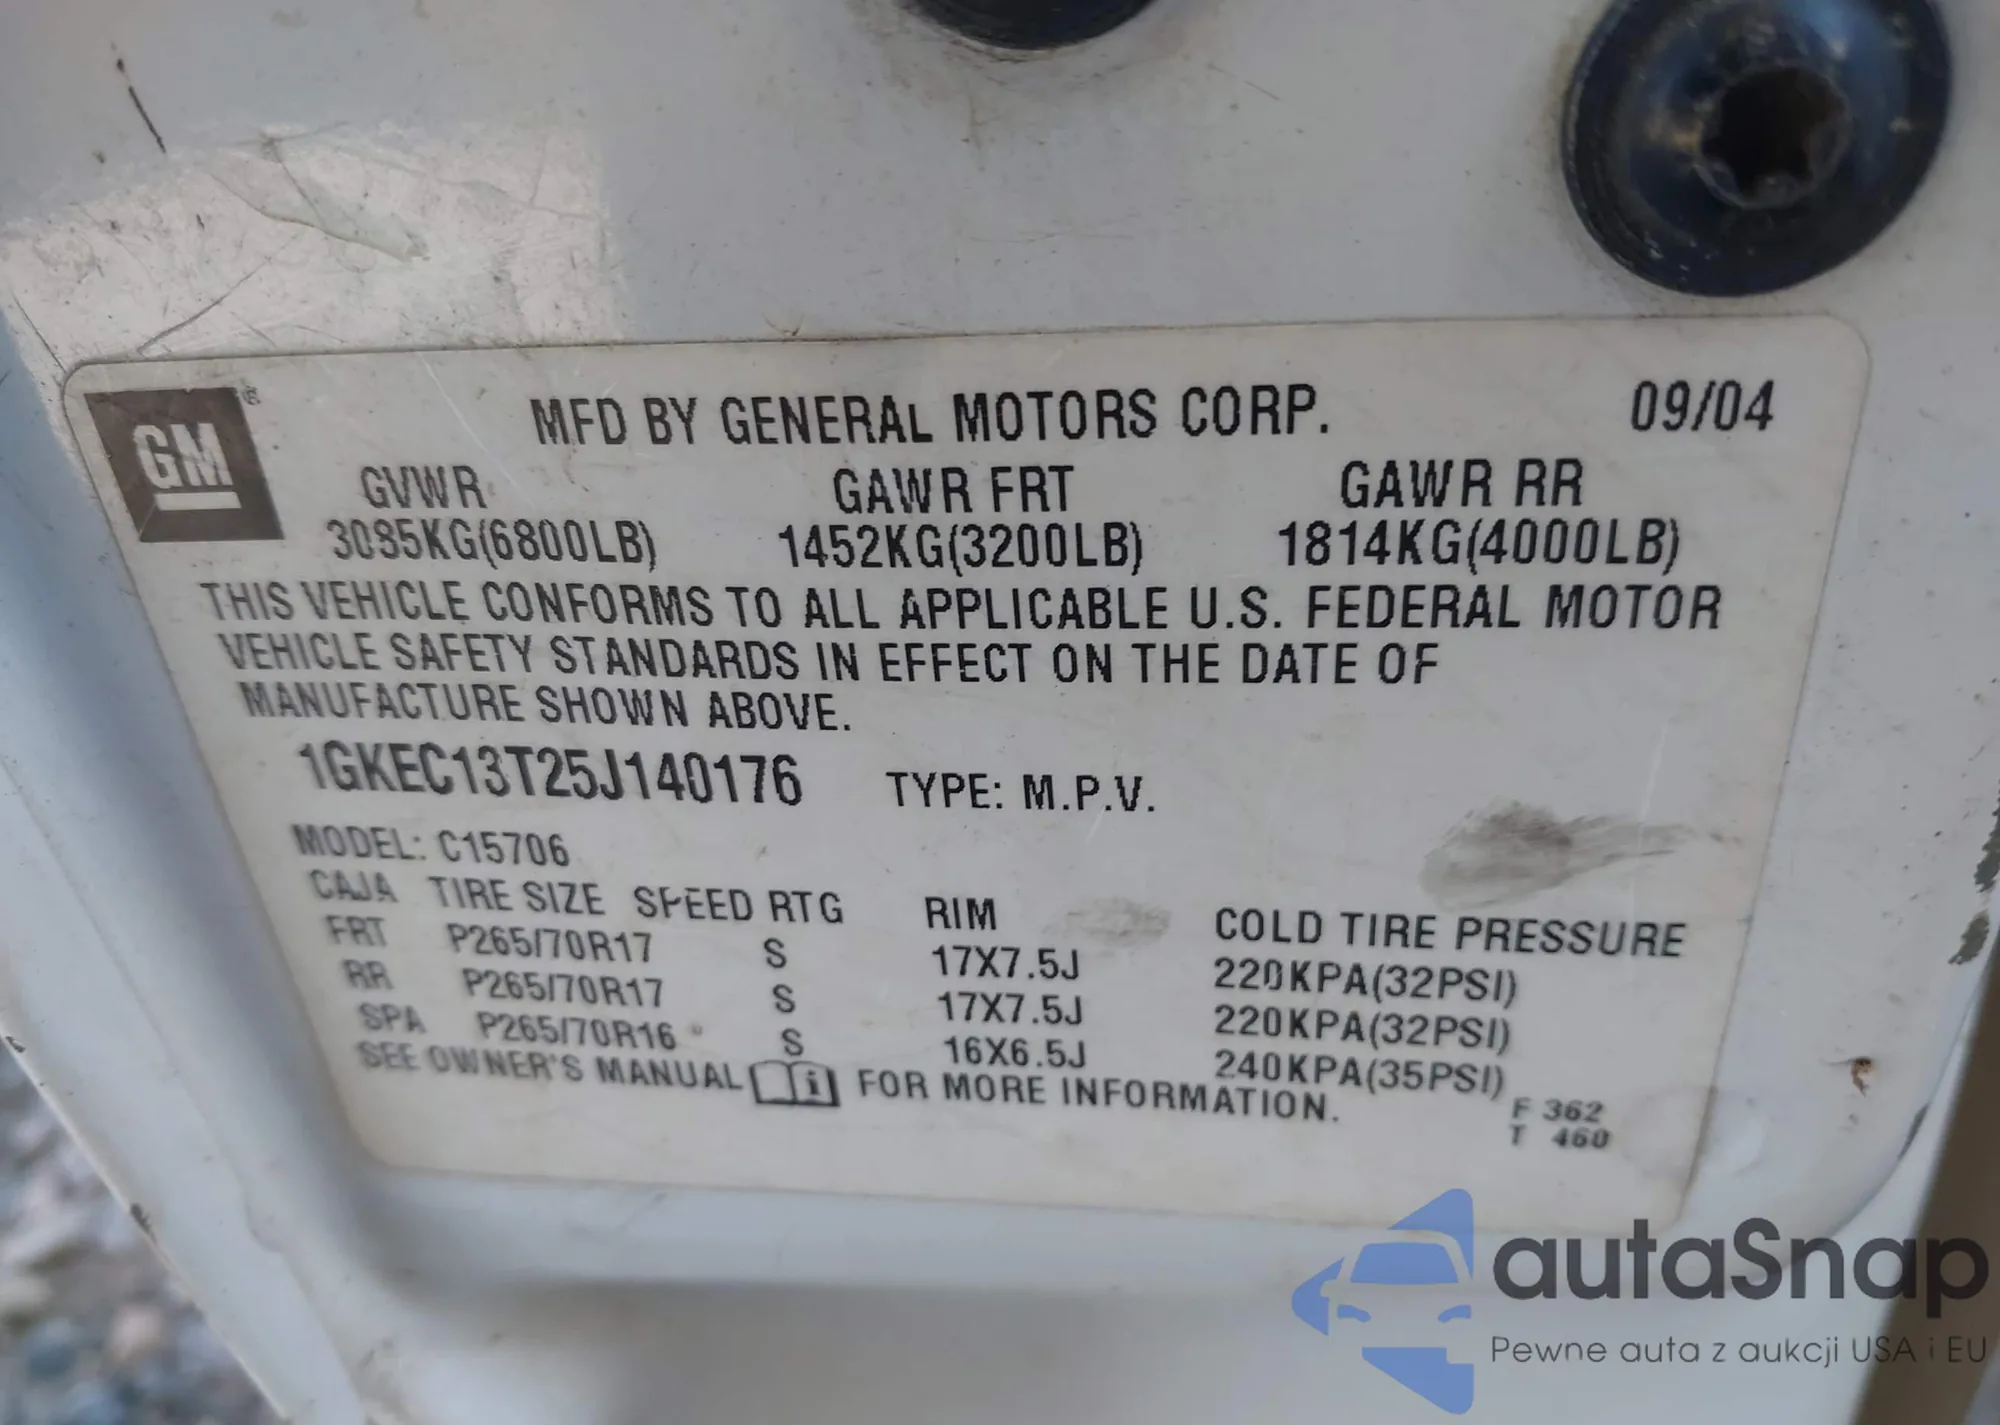 GM ®
MFD BY GENERAL MOTORS CORP. 09/04
GVWR GAWR FRT GAWR RR
3085KG(6800LB) 1452KG(3200LB) 1814KG(4000LB)
THIS VEHICLE CONFORMS TO ALL APPLICABLE U.S. FEDERAL MOTOR
VEHICLE SAFETY STANDARDS IN EFFECT ON THE DATE OF
MANUFACTURE SHOWN ABOVE.
1GKEC13T25J140176 TYPE: M.P.V.
MODEL: C15706
CAJA TIRE SIZE SPEED RTG RIM COLD TIRE PRESSURE
FRT P265/70R17 S 17X7.5J 220KPA(32PSI)
RR P265/70R17 S 17X7.5J 220KPA(32PSI)
SPA P265/70R16 S 16X6.5J 240KPA(35PSI)
SEE OWNER'S MANUAL i FOR MORE INFORMATION.
F 362
T 460
autaSnap
Pewne auta z aukcji USA i EU